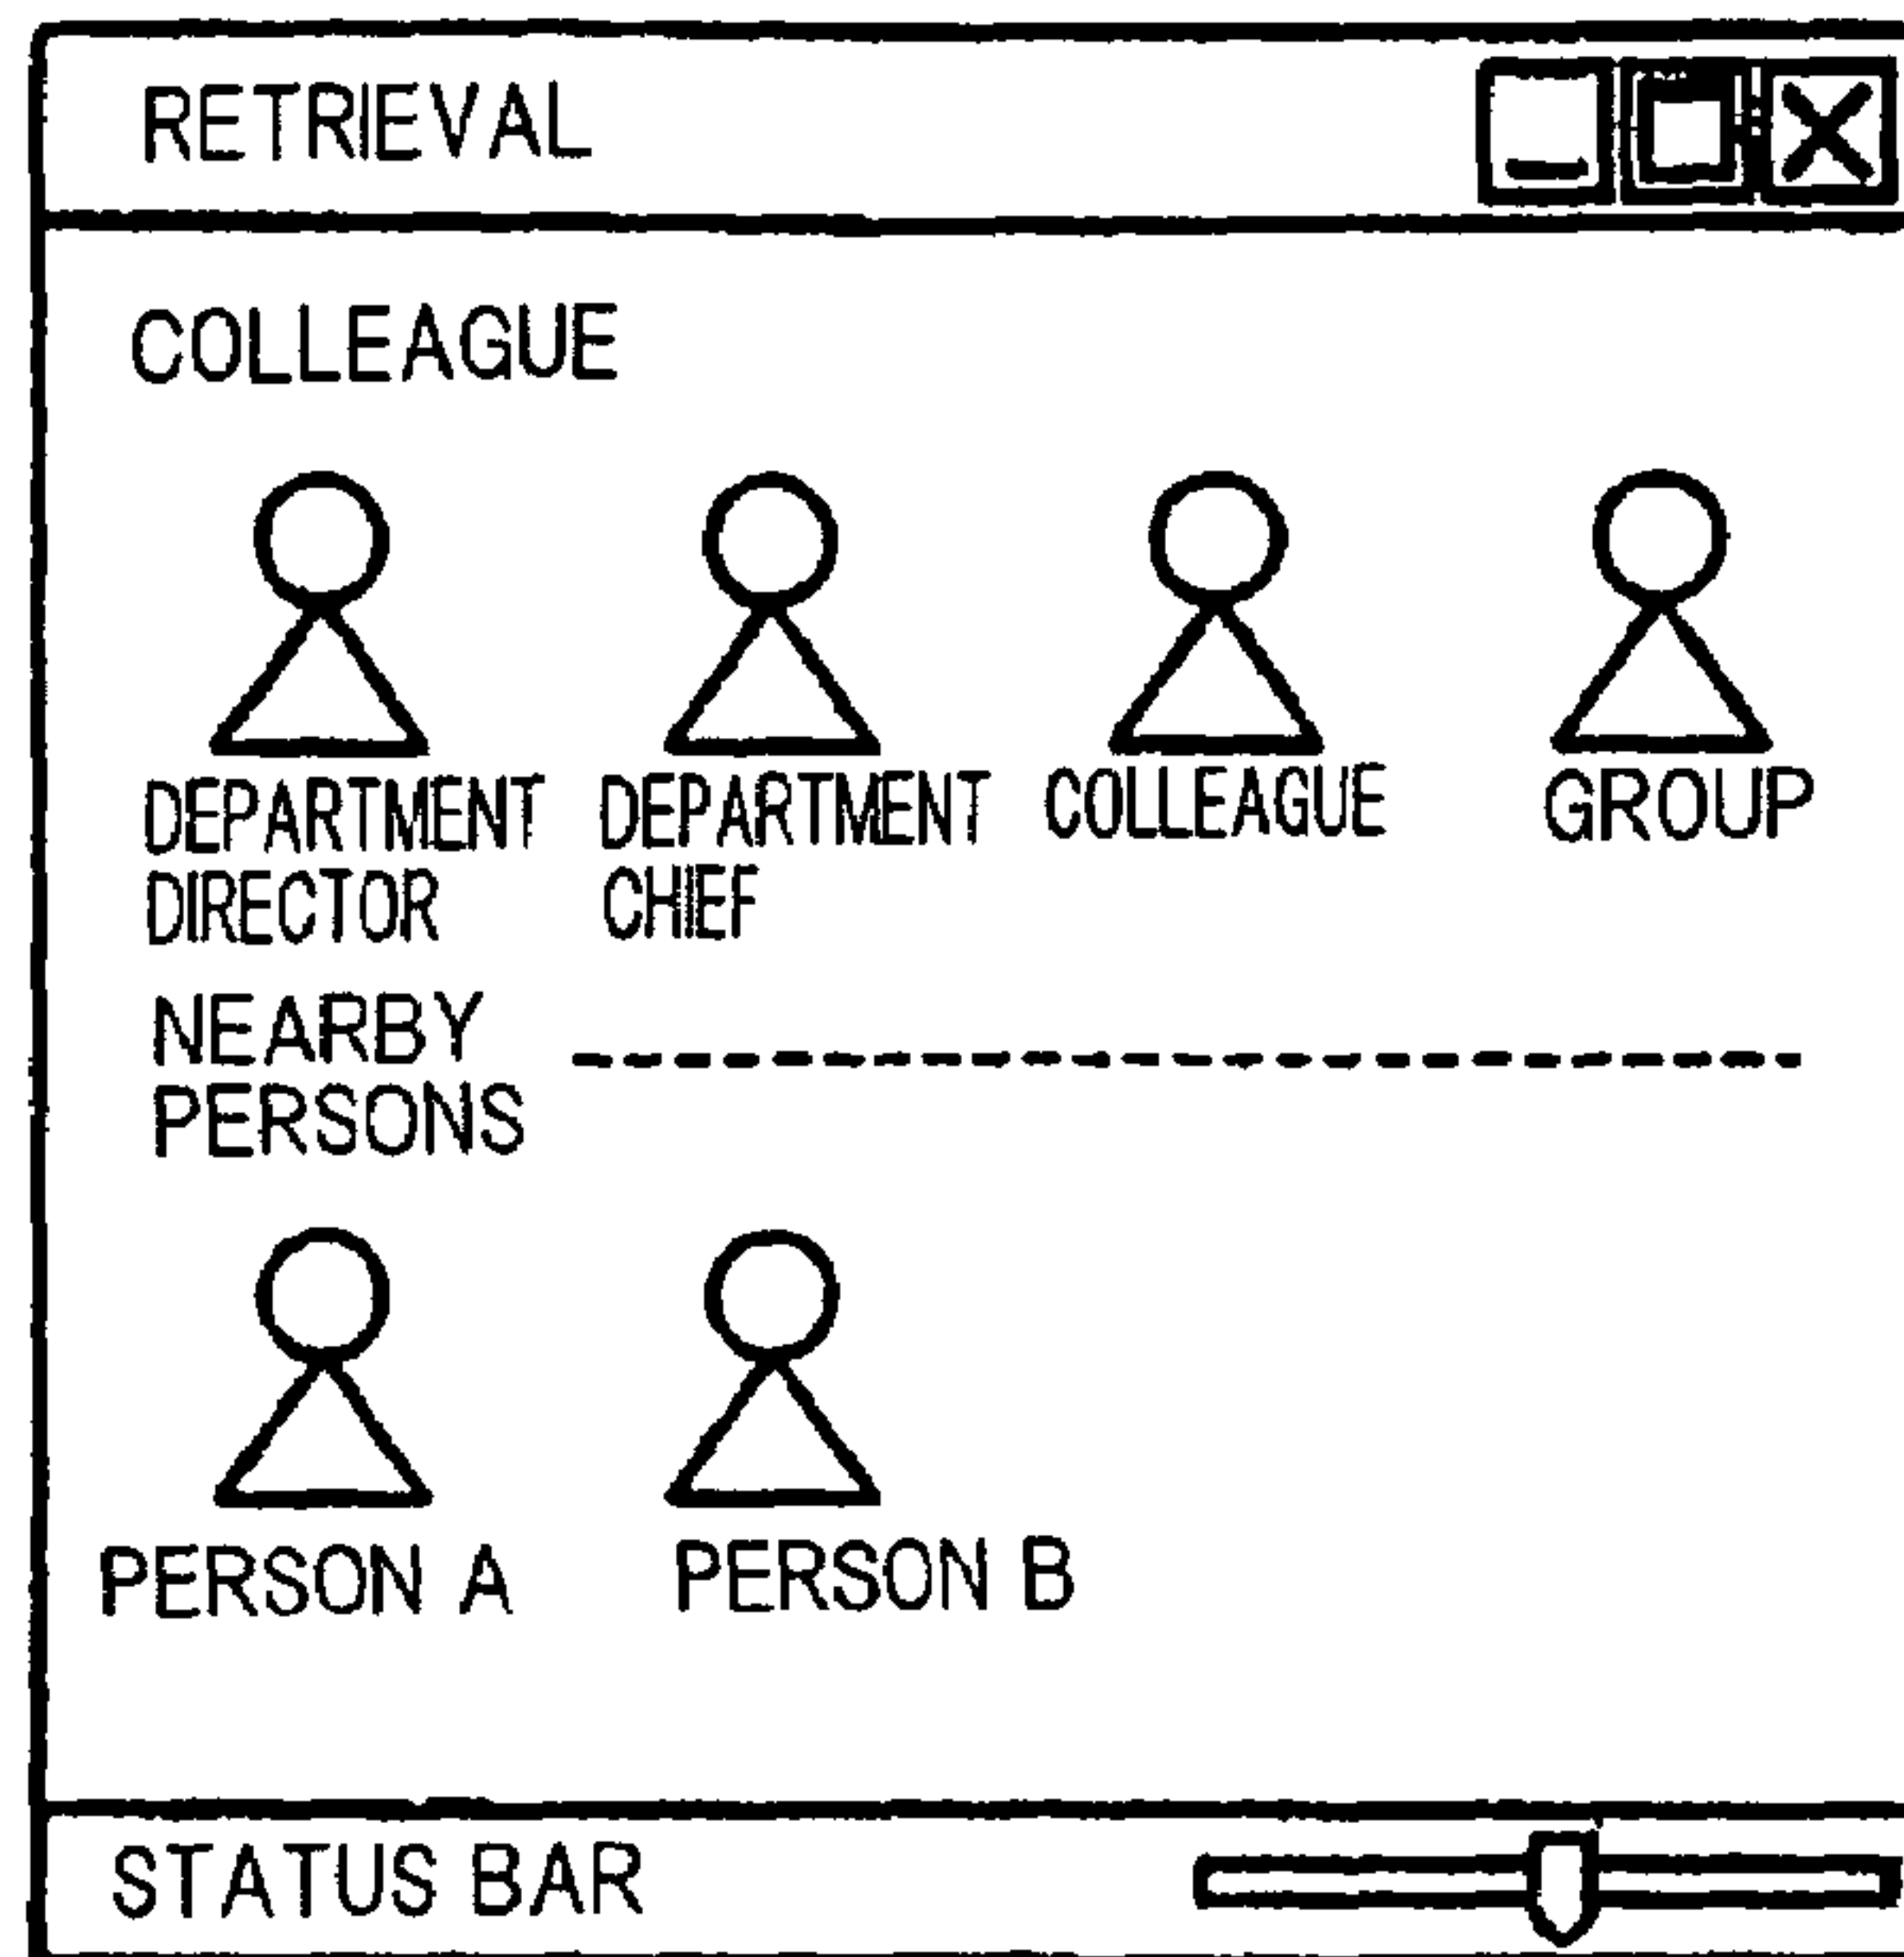 RETRIEVAL
COLLEAGUE
DEPARTMENT DIRECTOR
DEPARTMENT CHIEF
COLLEAGUE
GROUP
NEARBY
PERSONS
PERSON A
PERSON B
STATUS BAR